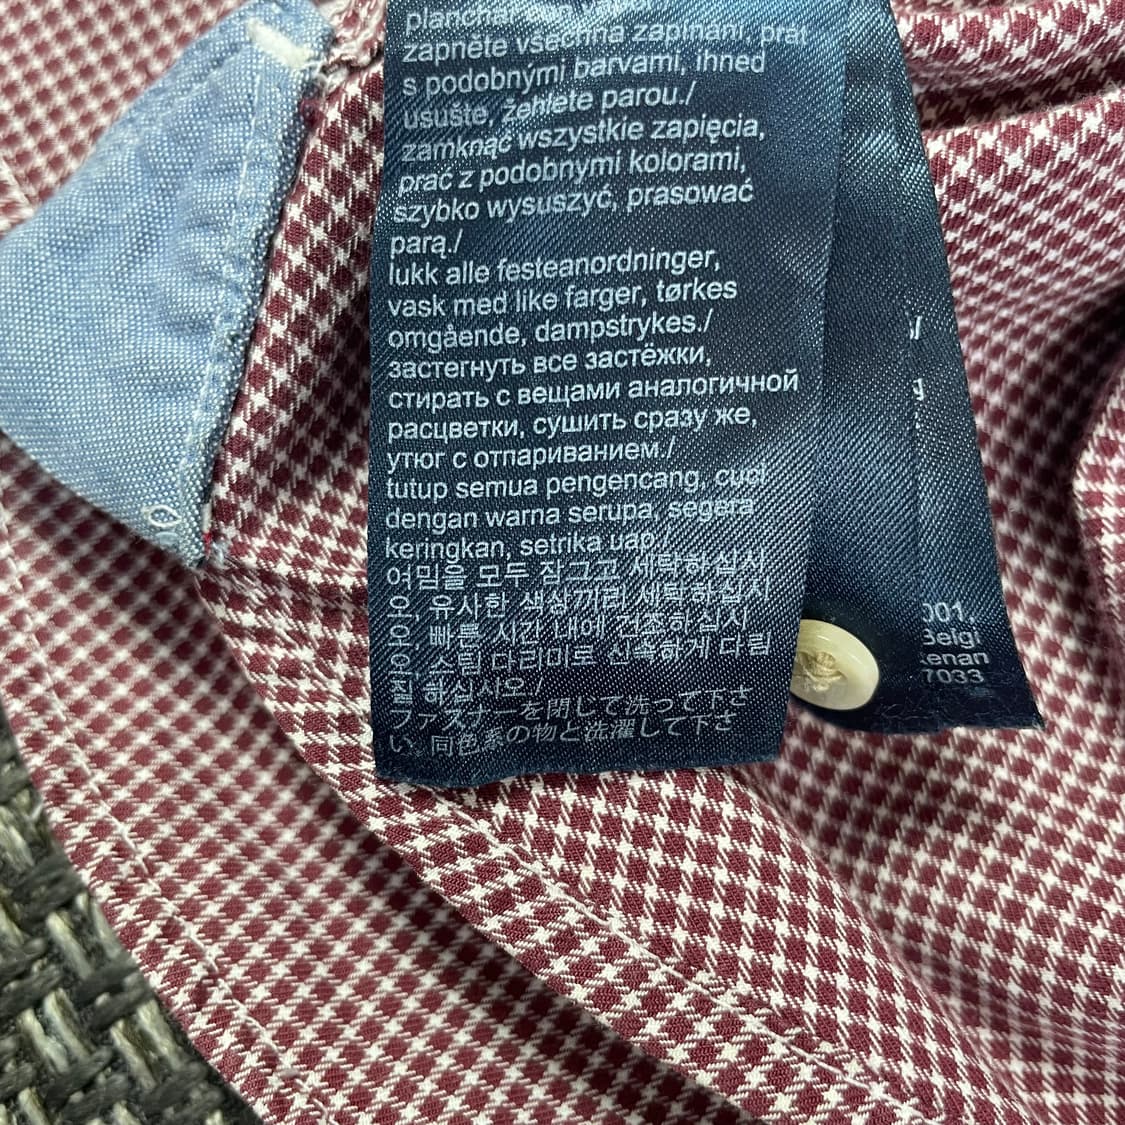 planchar
zapněte všechna zapínání, prát
s podobnými barvami, ihned
usušte, žehlete parou./
zamknąć wszystkie zapięcia,
prać z podobnymi kolorami,
szybko wysuszyć, prasować
parą./
lukk alle festeanordninger,
vask med like farger, tørkes
omgående, dampstrykes./
застегнуть все застёжки,
стирать с вещами аналогичной
расцветки, сушить сразу же,
утюг с отпариванием./
tutup semua pengencang, cuci
dengan warna serupa, segera
keringkan, setrika uap./
여밈을 모두 잠그고 세탁하십시
오, 유사한 색상끼리 세탁하십시
오, 빠른 시간 내에 건조하십시
오, 스팀 다리미로 신속하게 다림
질 하십시오./
ファスナーを閉じて洗って下さ
い、同色系の物と洗濯して下さ
001,
Belgi
enan
7033